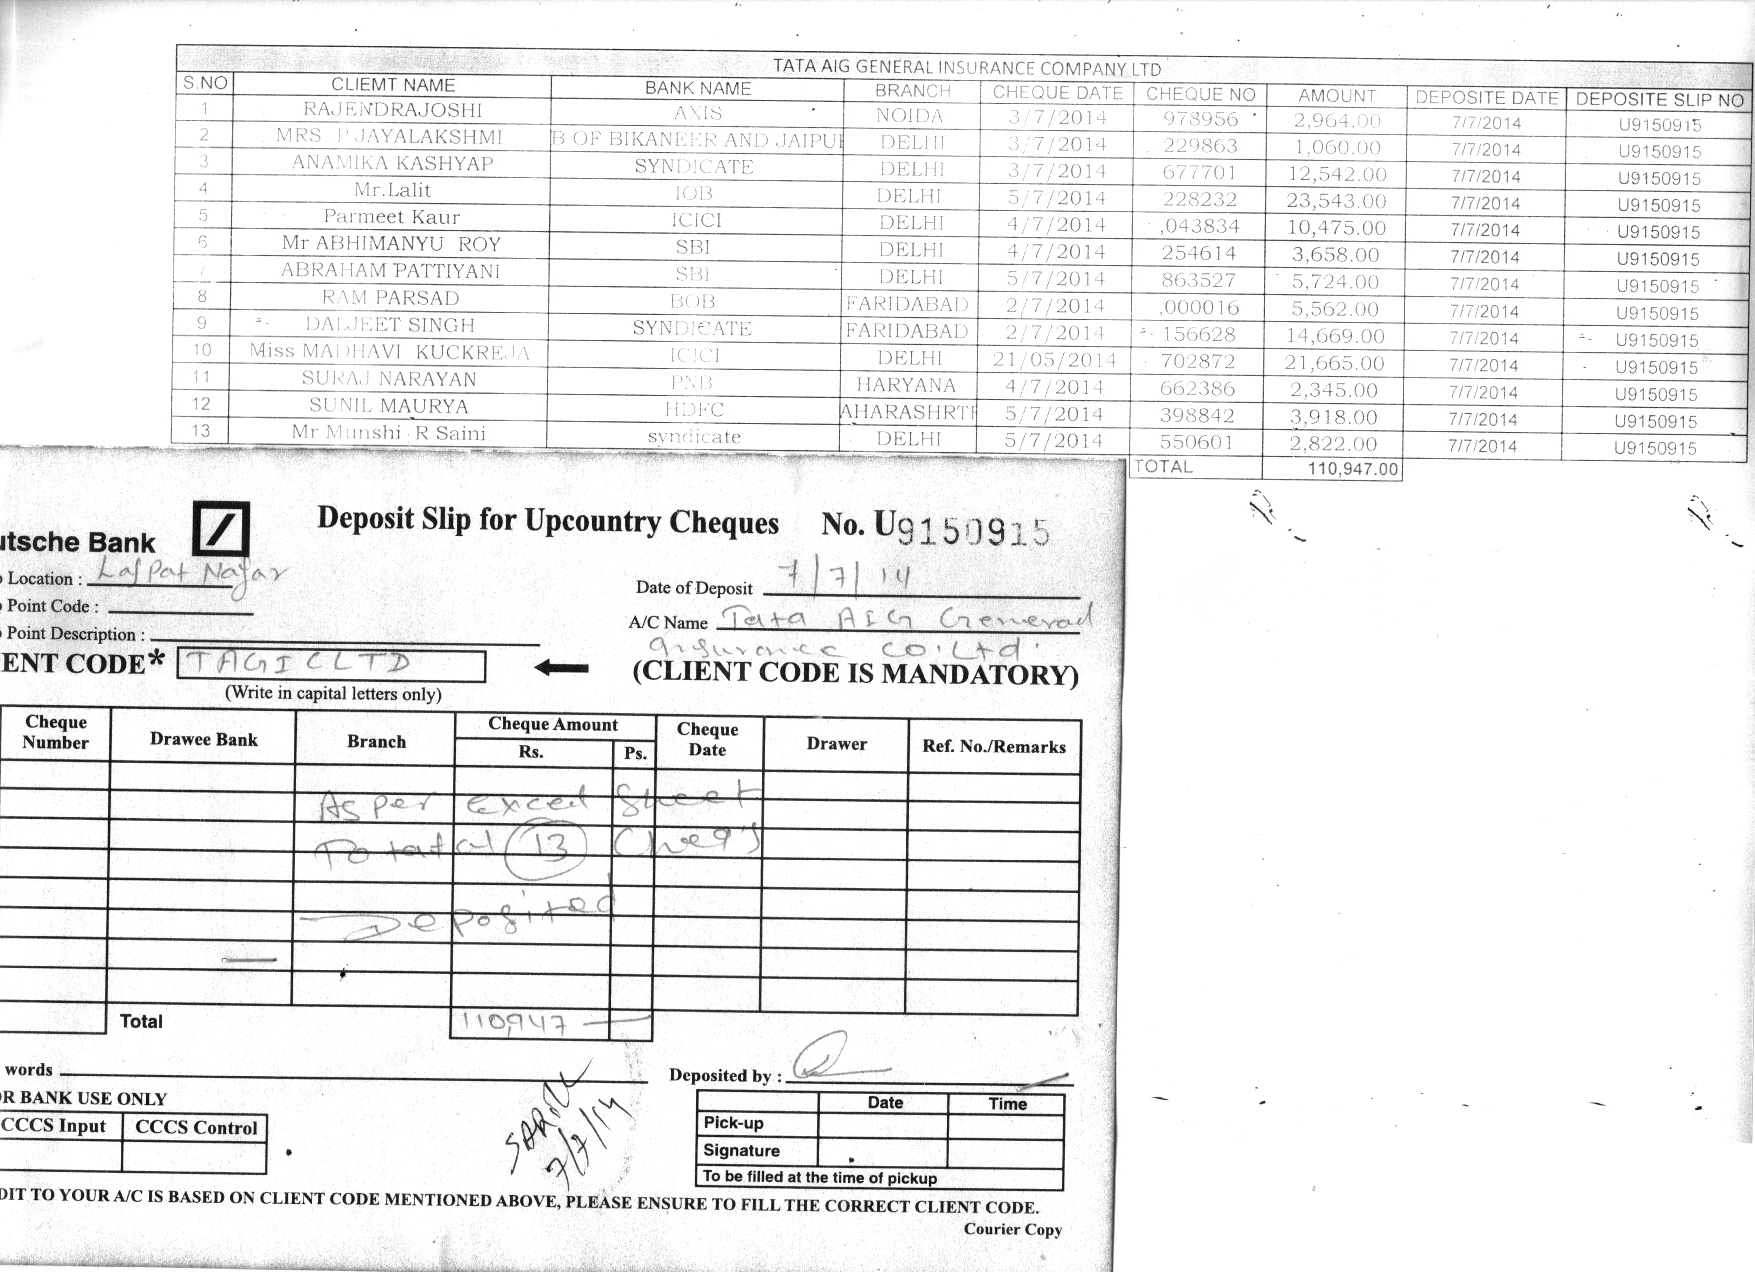 TATA AIG GENERAL INSURANCE COMPANY LTD
S.NO CLIEMT NAME BANK NAME BRANCH CHEQUE DATE CHEQUE NO AMOUNT DEPOSITE DATE DEPOSITE SLIP NO
1 RAJENDRAJOSHI AXIS NOIDA 3/7/2014 978956 2,964.00 7/7/2014 U9150915
2 MRS P JAYALAKSHMI B OF BIKANEER AND JAIPUI DELHI 3/7/2014 229863 1,060.00 7/7/2014 U9150915
3 ANAMIKA KASHYAP SYNDICATE DELHI 3/7/2014 677701 12,542.00 7/7/2014 U9150915
4 Mr.Lalit IOB DELHI 5/7/2014 228232 23,543.00 7/7/2014 U9150915
5 Parmeet Kaur ICICI DELHI 4/7/2014 ,043834 10,475.00 7/7/2014 U9150915
6 Mr ABHIMANYU ROY SBI DELHI 4/7/2014 254614 3,658.00 7/7/2014 U9150915
7 ABRAHAM PATTIYANI SBI DELHI 5/7/2014 863527 5,724.00 7/7/2014 U9150915
8 RAM PARSAD BOB FARIDABAD 2/7/2014 ,000016 5,562.00 7/7/2014 U9150915
9 DALJEET SINGH SYNDICATE FARIDABAD 2/7/2014 156628 14,669.00 7/7/2014 U9150915
10 Miss MADHAVI KUCKREJA ICICI DELHI 21/05/2014 702872 21,665.00 7/7/2014 U9150915
11 SURAJ NARAYAN PNB HARYANA 4/7/2014 662386 2,345.00 7/7/2014 U9150915
12 SUNIL MAURYA HDFC AHARASHRTI 5/7/2014 398842 3,918.00 7/7/2014 U9150915
13 Mr Munshi R Saini syndicate DELHI 5/7/2014 550601 2,822.00 7/7/2014 U9150915
TOTAL 110,947.00
utsche Bank Deposit Slip for Upcountry Cheques No. U9150915
Location : Lajpat Nagar Date of Deposit 7/7/14
Point Code :
A/C Name Tata AIG General
Point Description : Insurance Co. Ltd.
ENT CODE* TAGICLTD (CLIENT CODE IS MANDATORY)
(Write in capital letters only)
Cheque Number Drawee Bank Branch Cheque Amount Rs. Ps. Cheque Date Drawer Ref. No./Remarks
As per Excel Sheet
Totatal 13 Cheq's
Deposited
Total 110,947
words Deposited by :
R BANK USE ONLY
CCCS Input CCCS Control
7/7/14
Date Time
Pick-up
Signature
To be filled at the time of pickup
DIT TO YOUR A/C IS BASED ON CLIENT CODE MENTIONED ABOVE, PLEASE ENSURE TO FILL THE CORRECT CLIENT CODE.
Courier Copy